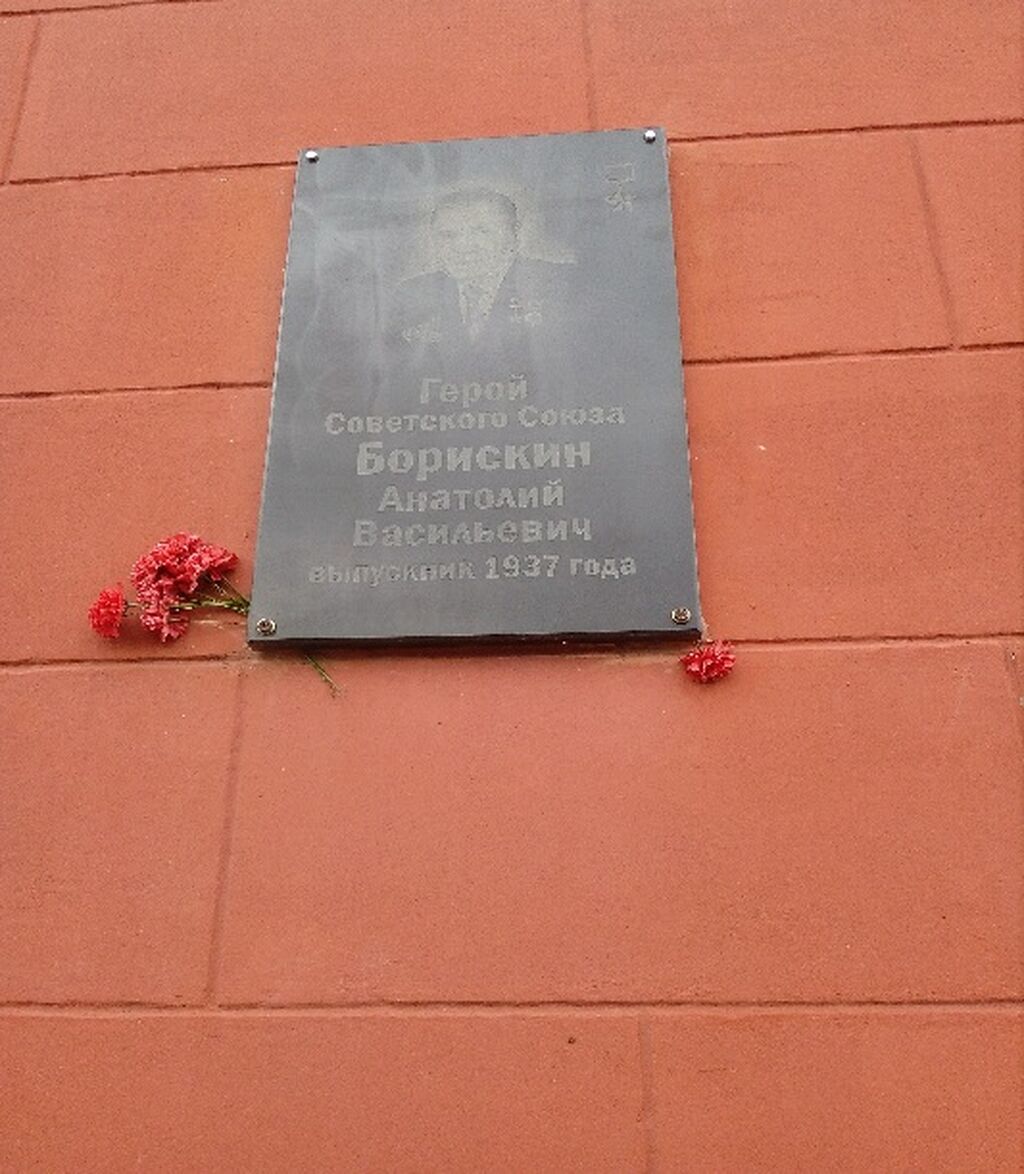 Герой
Советского Союза
Борискин
Анатолий
Васильевич
выпускник 1937 года